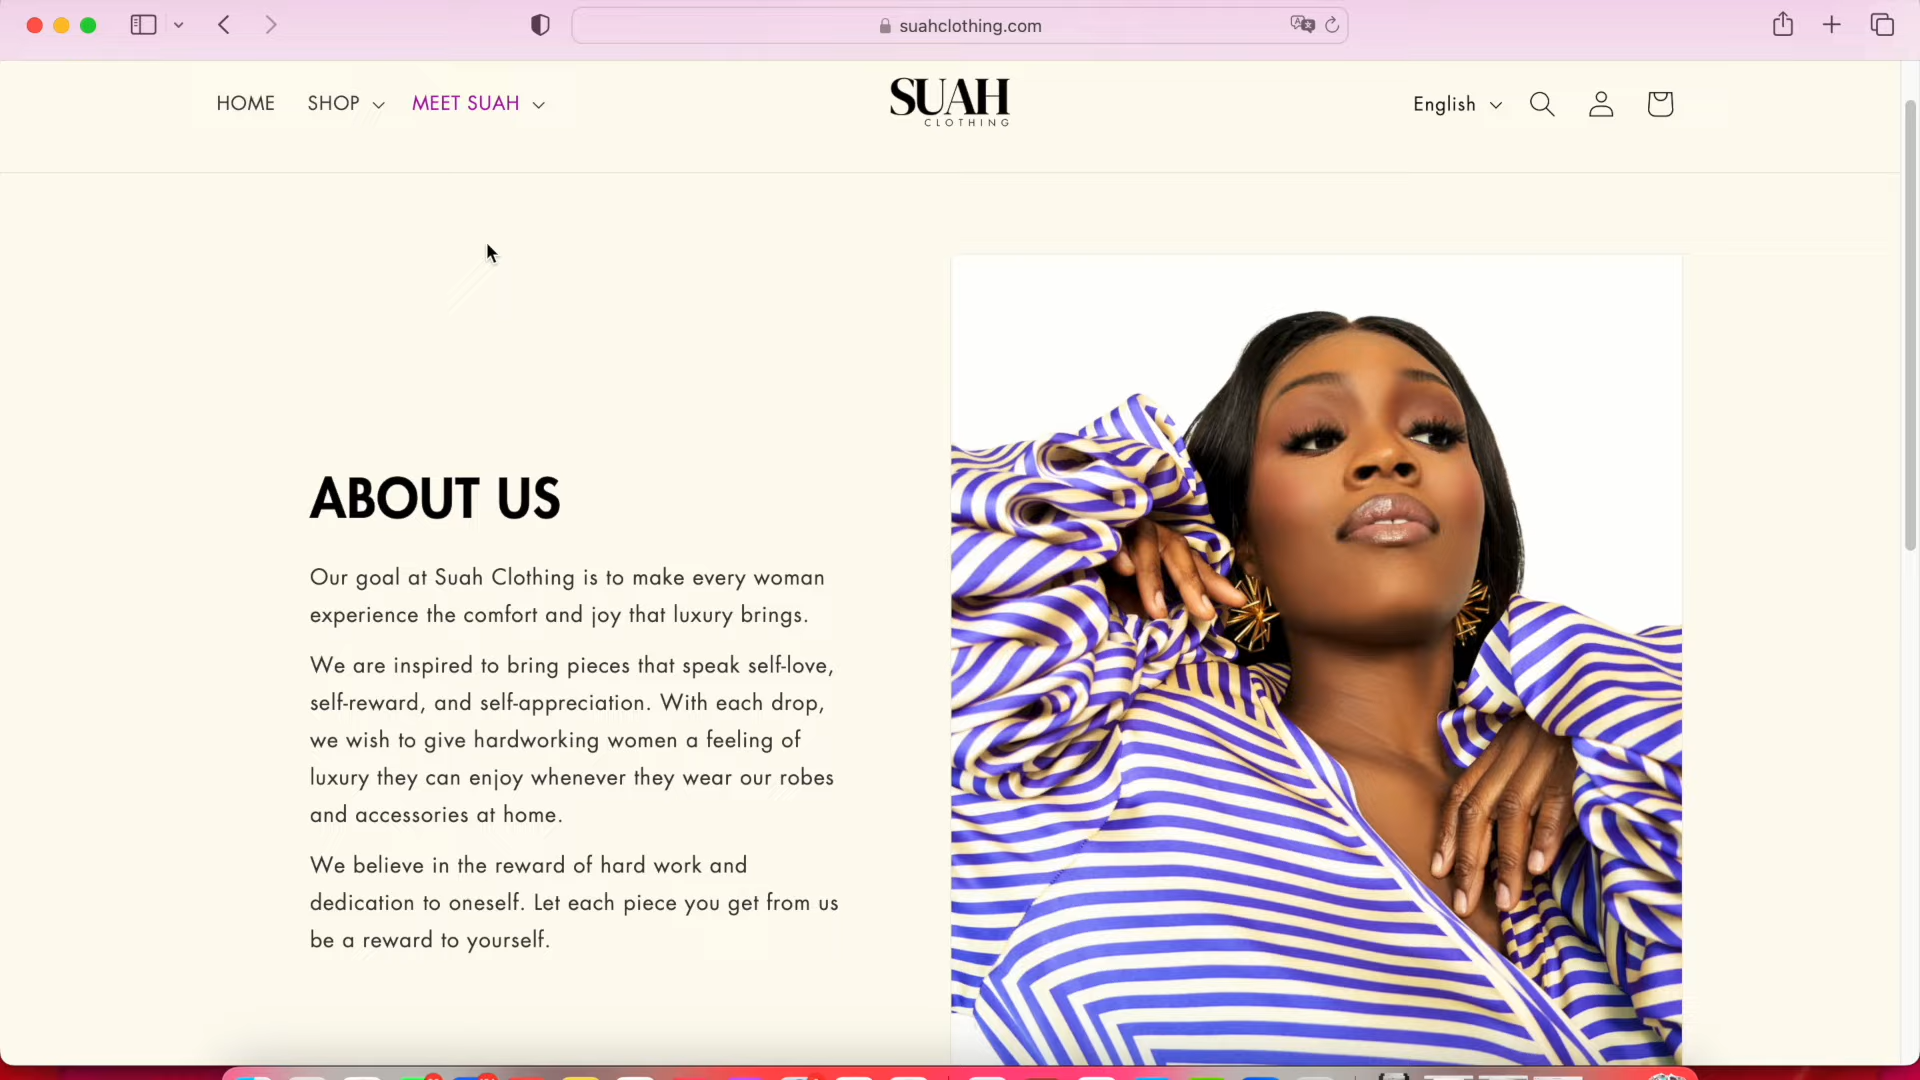 suahclothing.com
HOME SHOP MEET SUAH
SUAH
CLOTHING
English
ABOUT US
Our goal at Suah Clothing is to make every woman
experience the comfort and joy that luxury brings.
We are inspired to bring pieces that speak self-love,
self-reward, and self-appreciation. With each drop,
we wish to give hardworking women a feeling of
luxury they can enjoy whenever they wear our robes
and accessories at home.
We believe in the reward of hard work and
dedication to oneself. Let each piece you get from us
be a reward to yourself.